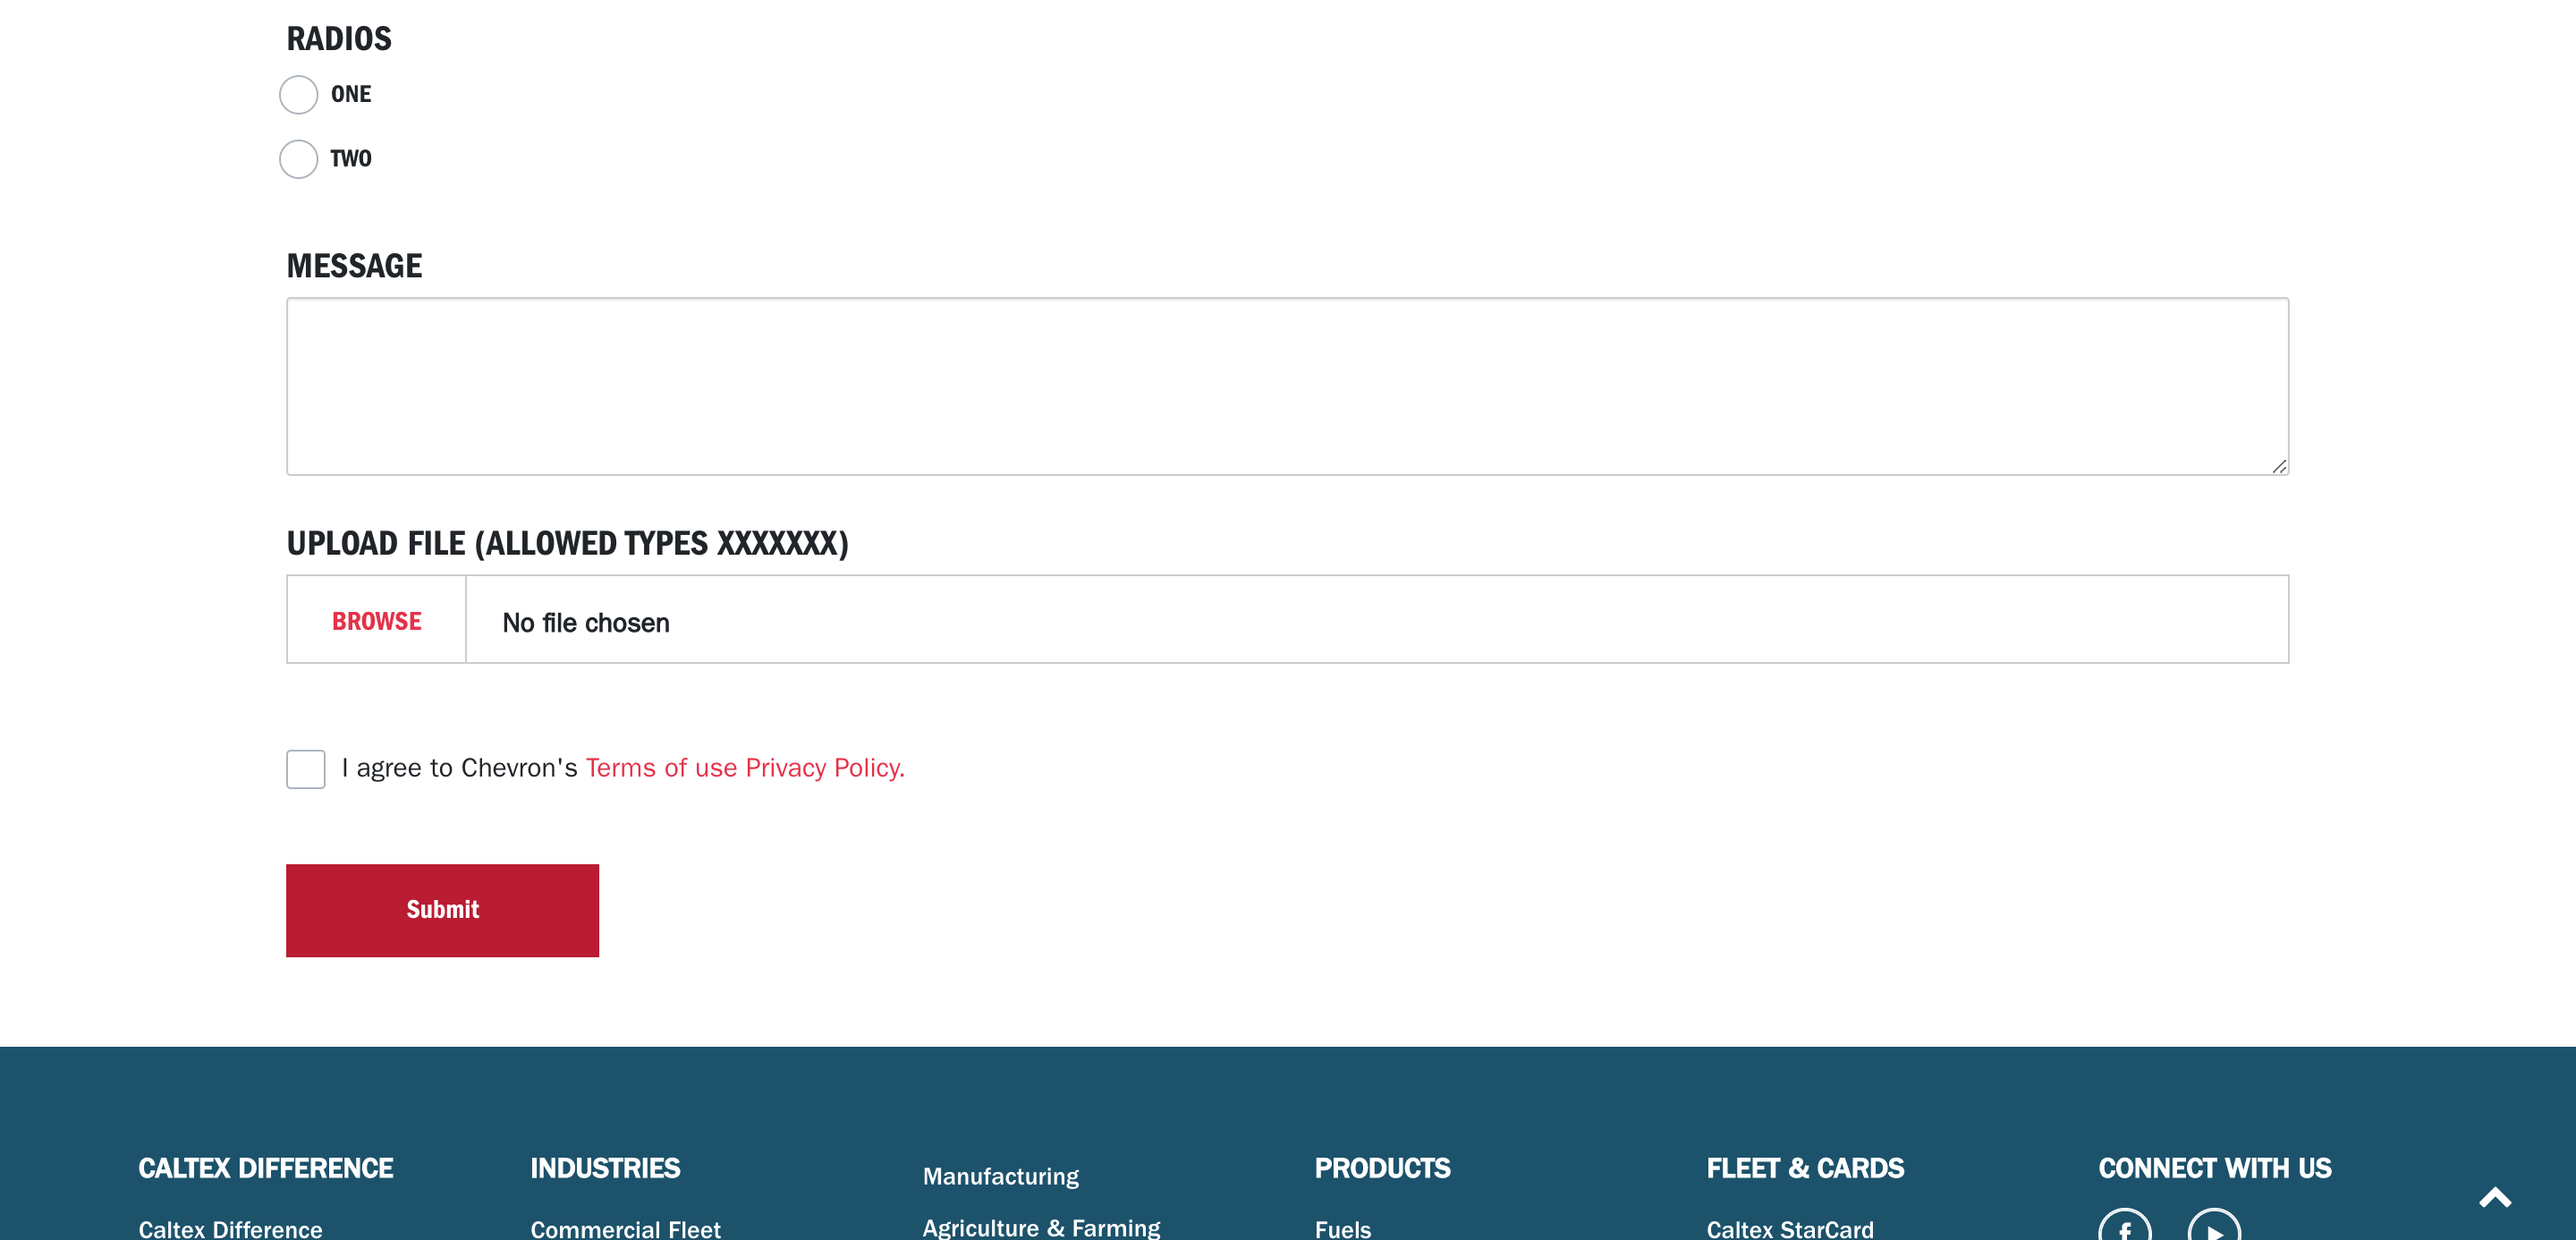 RADIOS
ONE
TWO
MESSAGE
UPLOAD FILE (ALLOWED TYPES XXXXXXX)
BROWSE No file chosen
I agree to Chevron's Terms of use Privacy Policy.
Submit
CALTEX DIFFERENCE
Caltex Difference
INDUSTRIES
Commercial Fleet
Manufacturing
Agriculture & Farming
PRODUCTS
Fuels
FLEET & CARDS
Caltex StarCard
CONNECT WITH US